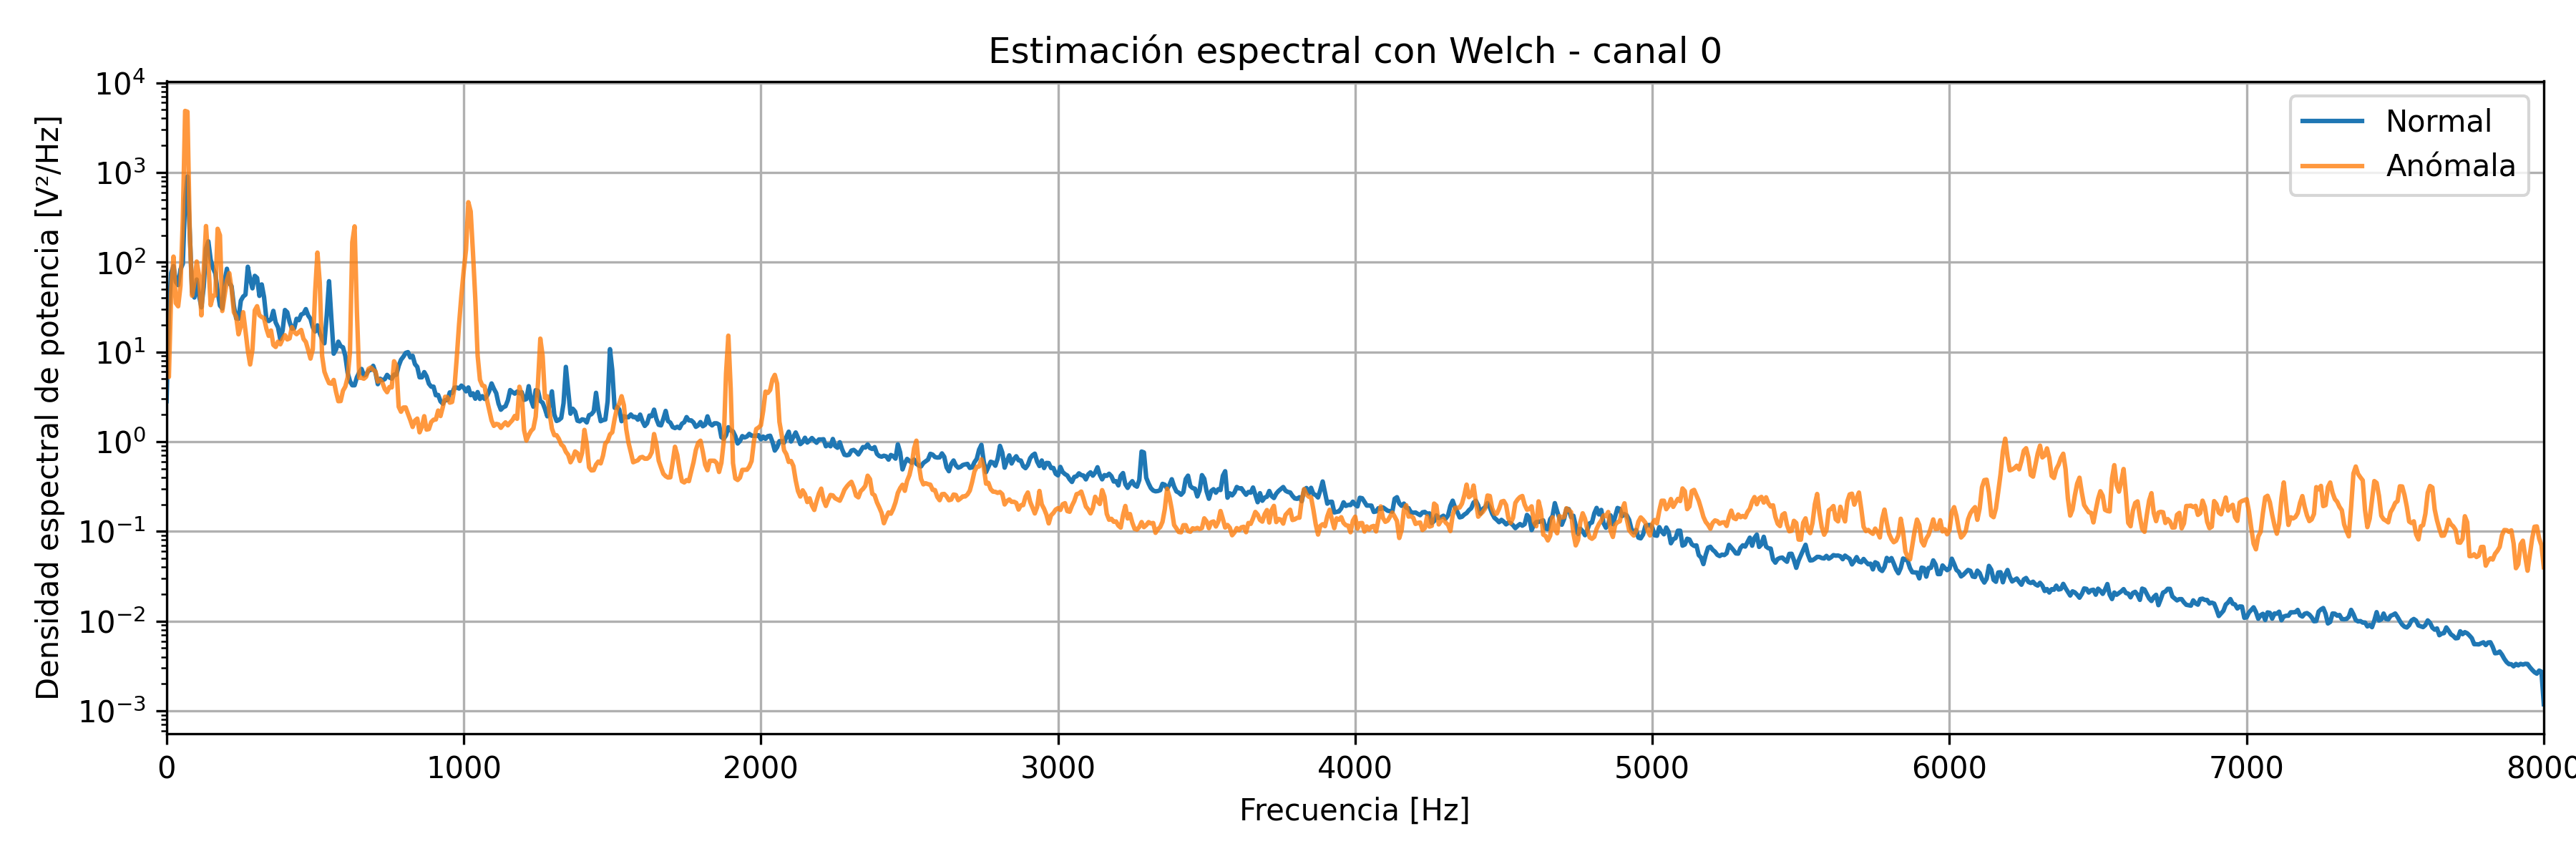 Estimación espectral con Welch - canal 0
Densidad espectral de potencia [V²/Hz]
10⁴
10³
10²
10¹
10⁰
10⁻¹
10⁻²
10⁻³
Normal
Anómala
0 1000 2000 3000 4000 5000 6000 7000 8000
Frecuencia [Hz]